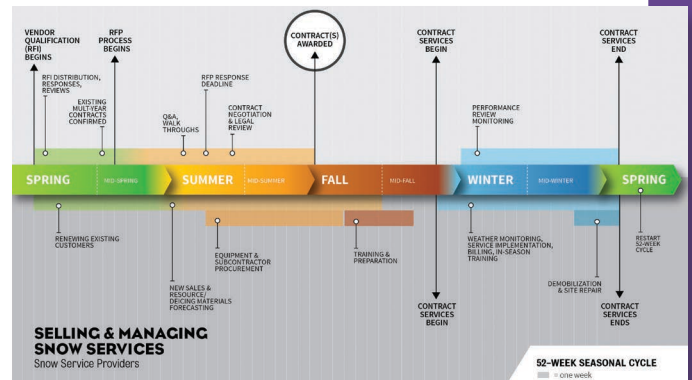 VENDOR
QUALIFICATION
(RFI)
BEGINS
RFP
PROCESS
BEGINS
CONTRACT(S)
AWARDED
CONTRACT
SERVICES
BEGIN
CONTRACT
SERVICES
END
RFI DISTRIBUTION,
RESPONSES,
REVIEWS
EXISTING
MULT-YEAR
CONTRACTS
CONFIRMED
Q&A,
WALK
THROUGHS
RFP RESPONSE
DEADLINE
CONTRACT
NEGOTIATION
& LEGAL
REVIEW
PERFORMANCE
REVIEW
MONITORING
SPRING
MID-SPRING
SUMMER
MID-SUMMER
FALL
MID-FALL
WINTER
MID-WINTER
SPRING
RENEWING EXISTING
CUSTOMERS
NEW SALES &
RESOURCE/
DEICING MATERIALS
FORECASTING
EQUIPMENT &
SUBCONTRACTOR
PROCUREMENT
TRAINING &
PREPARATION
CONTRACT
SERVICES
BEGIN
WEATHER MONITORING,
SERVICE IMPLEMENTATION,
BILLING, IN-SEASON
TRAINING
DEMOBILIZATION
& SITE REPAIR
CONTRACT
SERVICES
ENDS
RESTART
52-WEEK
CYCLE
SELLING & MANAGING
SNOW SERVICES
Snow Service Providers
52-WEEK SEASONAL CYCLE
= one week